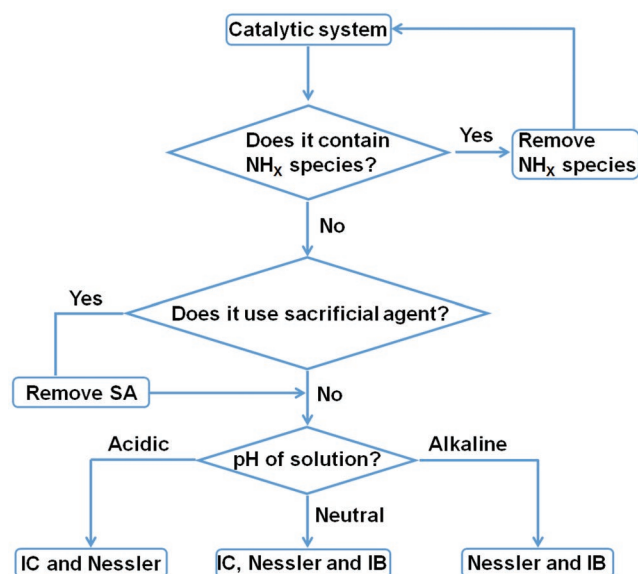 Catalytic system
Does it contain
NHX species?
Yes
Remove
NHX species
No
Yes
Does it use sacrificial agent?
Remove SA
No
Acidic
pH of solution?
Alkaline
Neutral
IC and Nessler
IC, Nessler and IB
Nessler and IB